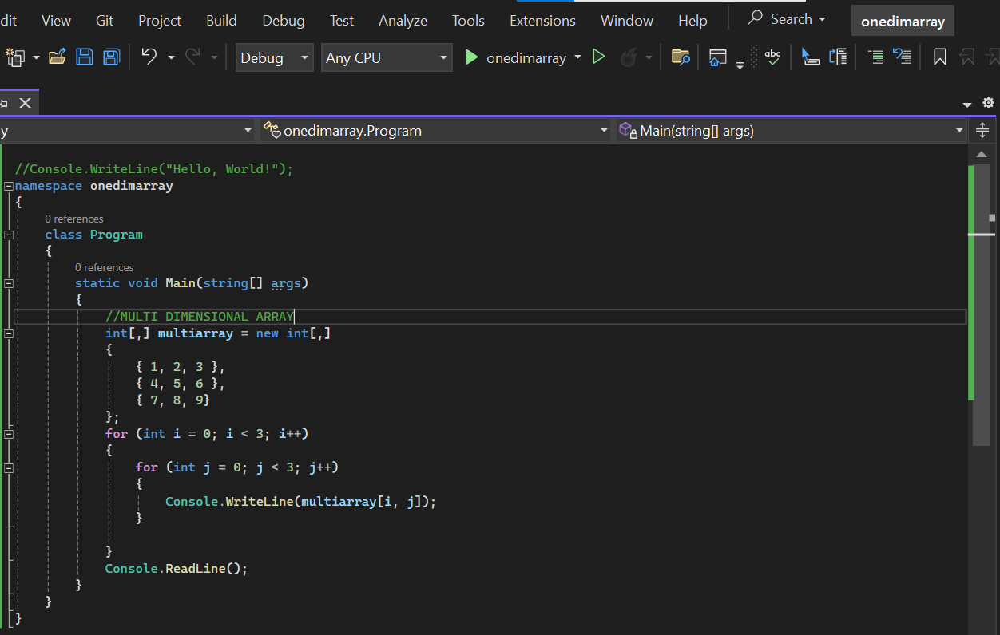 dit View Git Project Build Debug Test Analyze Tools Extensions Window Help Search onedimarray
Debug Any CPU onedimarray abc
y onedimarray.Program Main(string[] args)
//Console.WriteLine("Hello, World!");
namespace onedimarray
{
0 references
class Program
{
0 references
static void Main(string[] args)
{
//MULTI DIMENSIONAL ARRAY
int[,] multiarray = new int[,]
{
{ 1, 2, 3 },
{ 4, 5, 6 },
{ 7, 8, 9}
};
for (int i = 0; i < 3; i++)
{
for (int j = 0; j < 3; j++)
{
Console.WriteLine(multiarray[i, j]);
}
}
Console.ReadLine();
}
}
}